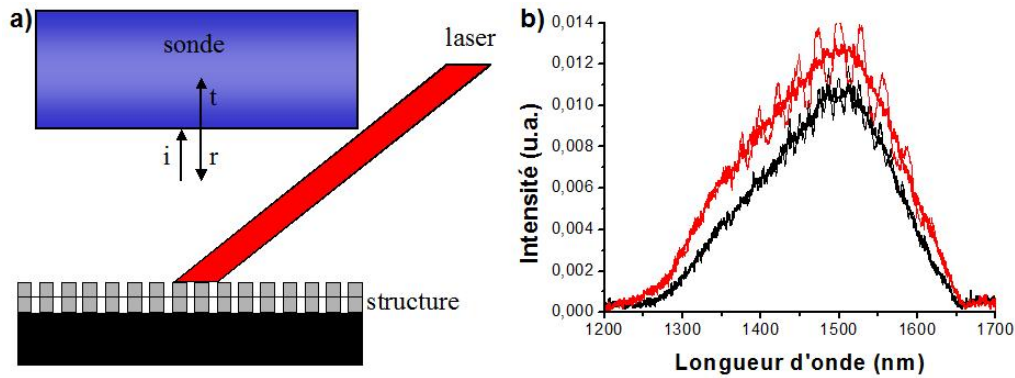 a)
sonde
laser
t
i
r
structure
b)
0,014
0,012
0,010
0,008
0,006
0,004
0,002
0,000
Intensité (u.a.)
1200 1300 1400 1500 1600 1700
Longueur d'onde (nm)